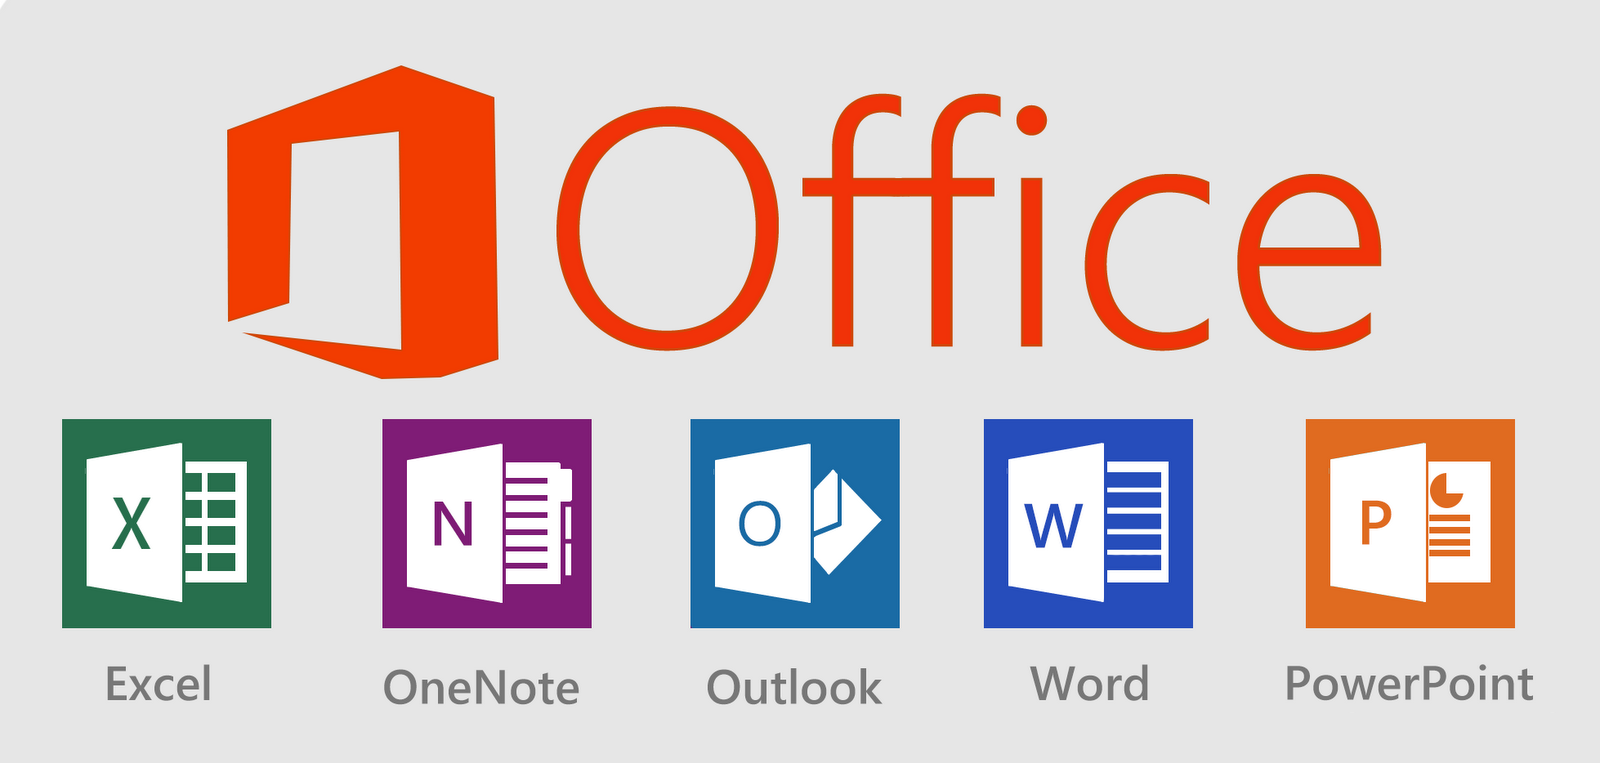 Office
X
N
O
W
P
Excel
OneNote
Outlook
Word
PowerPoint